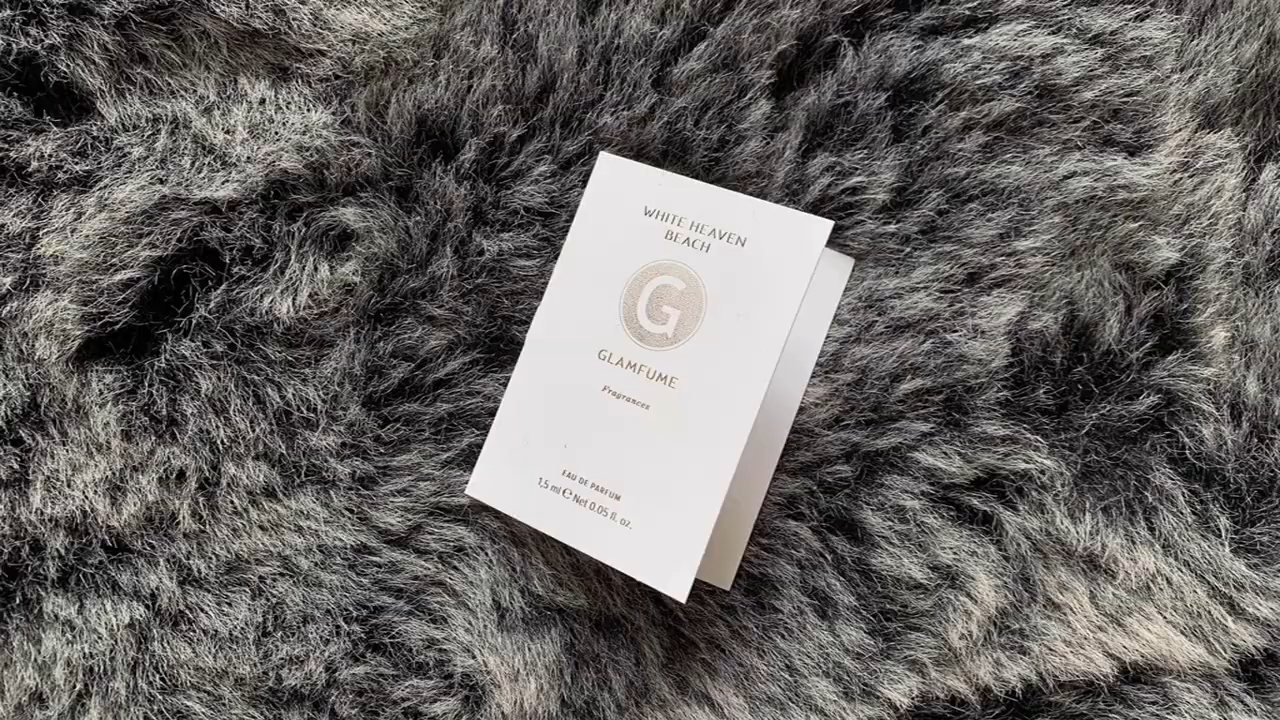 WHITE HEAVEN
BEACH
G
GLAMFUME
Fragrances
EAU DE PARFUM
1,5 ml ℮ Net 0.05 fl. oz.